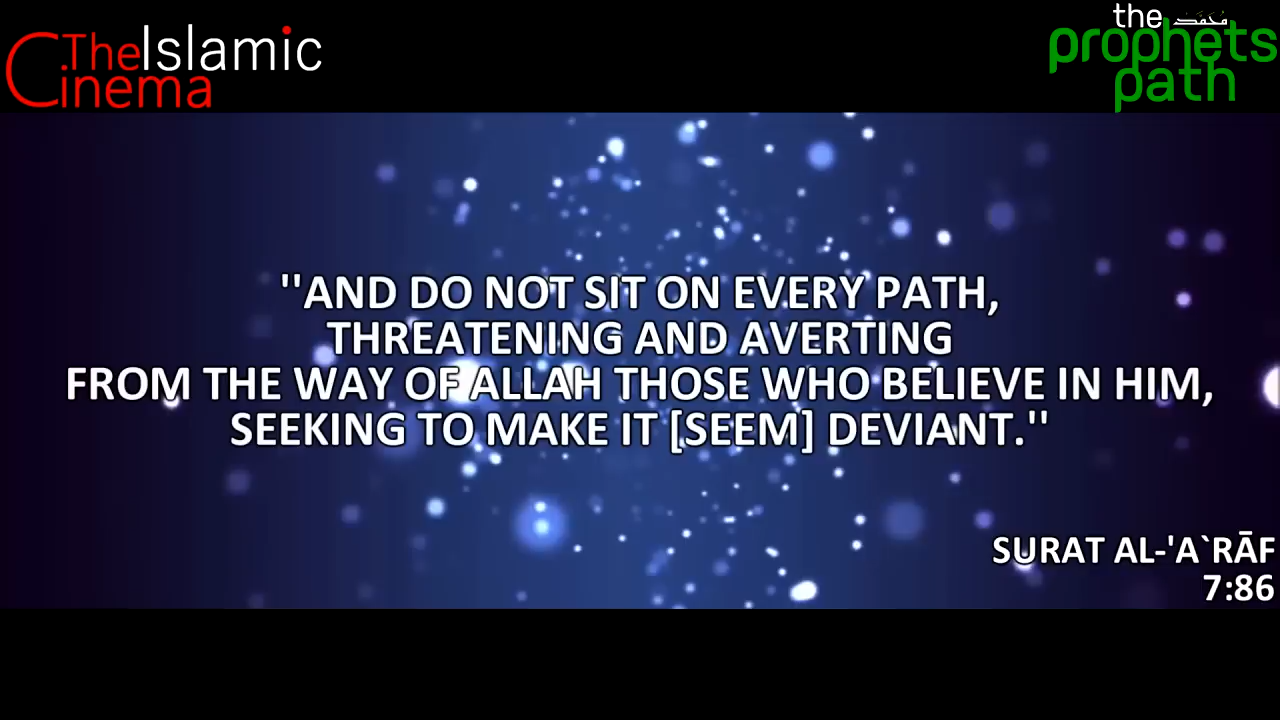 TheIslamic
Cinema
the محمد
prophets
path
''AND DO NOT SIT ON EVERY PATH,
THREATENING AND AVERTING
FROM THE WAY OF ALLAH THOSE WHO BELIEVE IN HIM,
SEEKING TO MAKE IT [SEEM] DEVIANT.''
SURAT AL-'A`RĀF
7:86